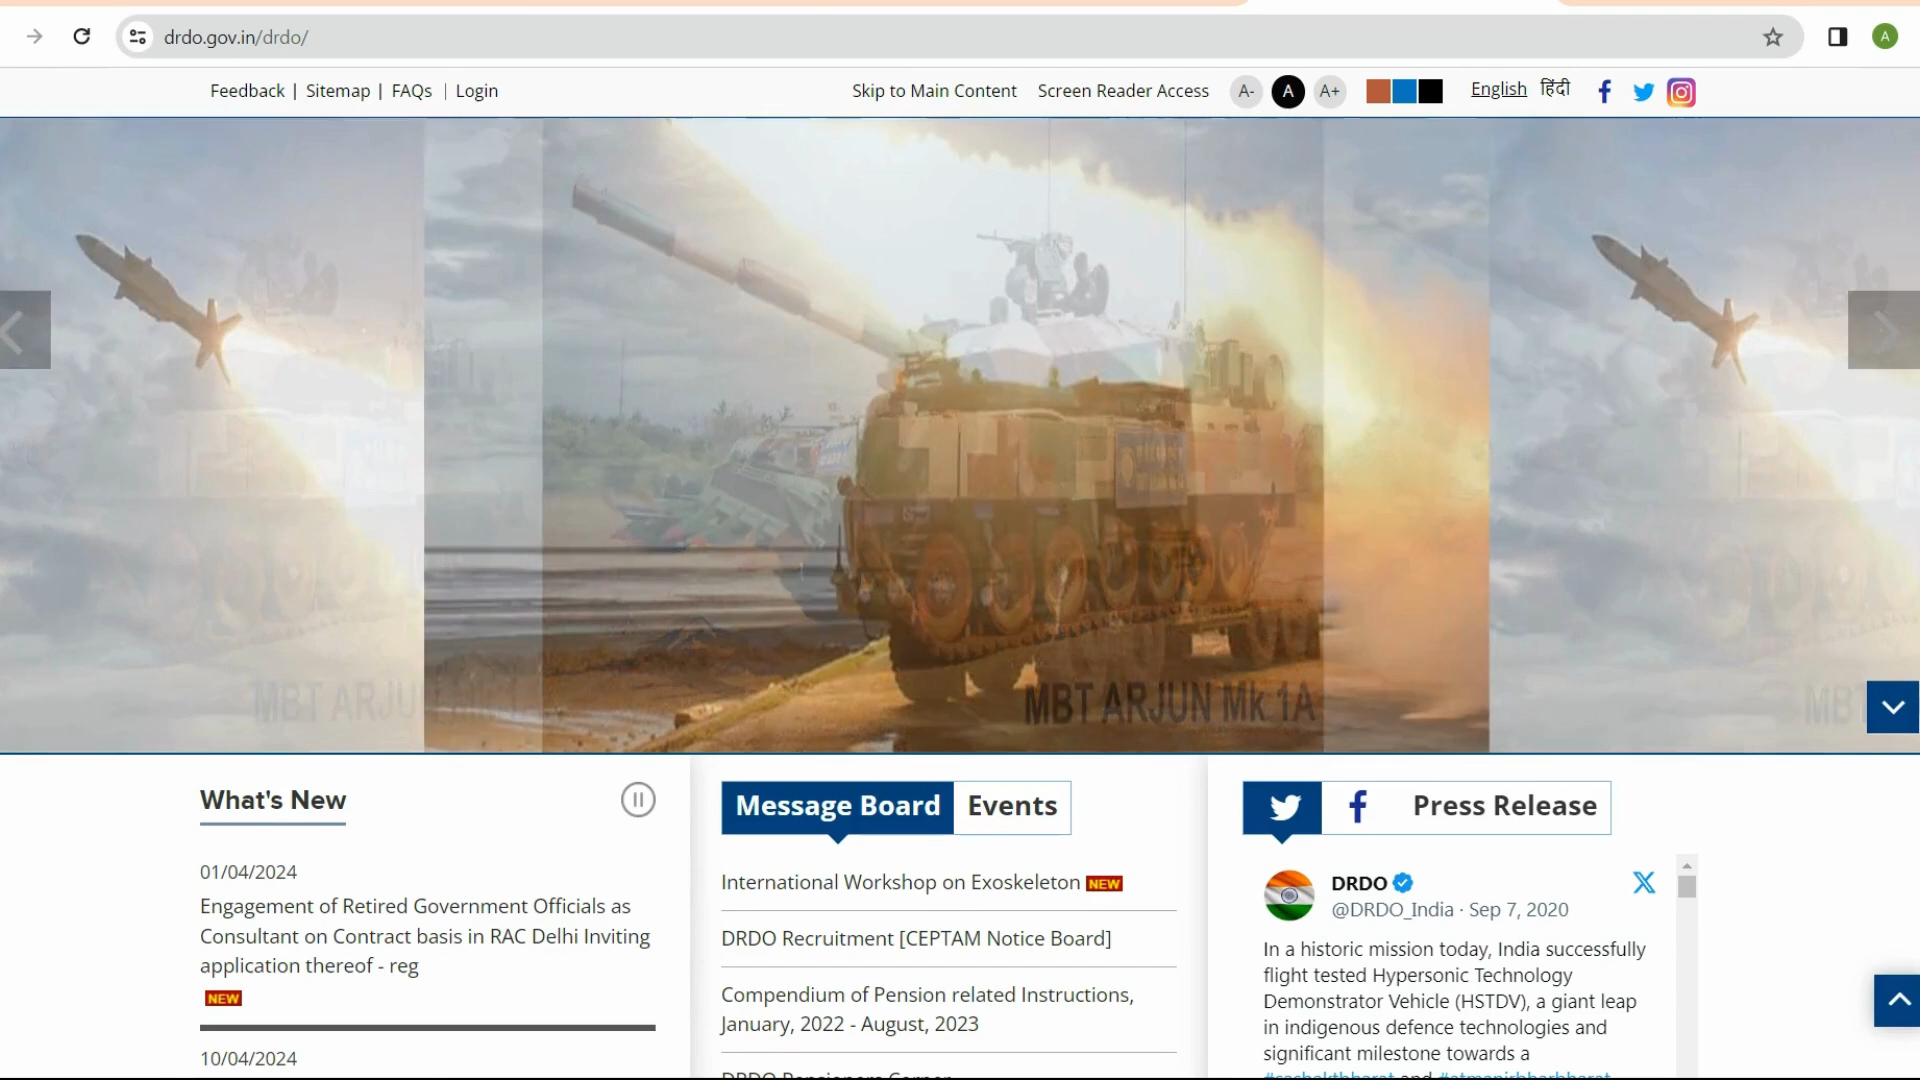 drdo.gov.in/drdo/
A
Feedback | Sitemap | FAQs | Login
Skip to Main Content Screen Reader Access A- A A+ English हिंदी
MBT ARJUN Mk 1A
What's New
01/04/2024
Engagement of Retired Government Officials as
Consultant on Contract basis in RAC Delhi Inviting
application thereof - reg
NEW
10/04/2024
Message Board Events
International Workshop on Exoskeleton NEW
DRDO Recruitment [CEPTAM Notice Board]
Compendium of Pension related Instructions,
January, 2022 - August, 2023
Press Release
DRDO
@DRDO_India · Sep 7, 2020
In a historic mission today, India successfully
flight tested Hypersonic Technology
Demonstrator Vehicle (HSTDV), a giant leap
in indigenous defence technologies and
significant milestone towards a